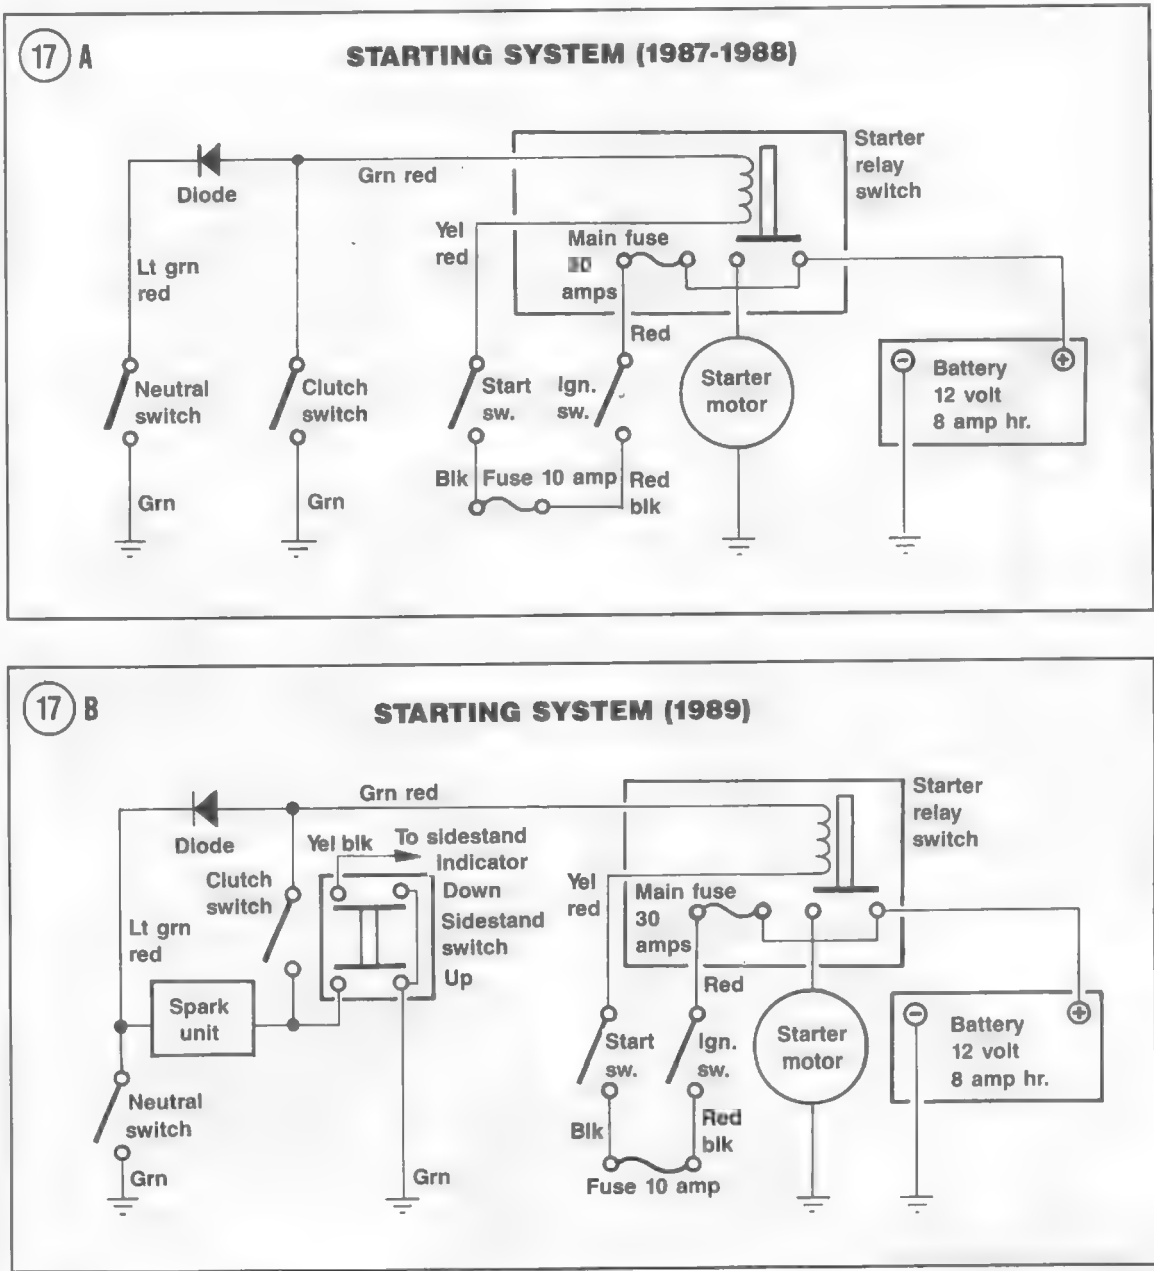 17 A
STARTING SYSTEM (1987-1988)
Starter
relay
switch
Diode
Grn red
Yel
red
Main fuse
30
amps
Lt grn
red
Red
Neutral
switch
Clutch
switch
Start
sw.
Ign.
sw.
Starter
motor
Battery
12 volt
8 amp hr.
Blk
Fuse 10 amp
Red
blk
Grn
Grn
17 B
STARTING SYSTEM (1989)
Grn red
Starter
relay
switch
Diode
Yel blk
To sidestand
indicator
Clutch
switch
Down
Sidestand
switch
Up
Yel
red
Main fuse
30
amps
Lt grn
red
Red
Spark
unit
Start
sw.
Ign.
sw.
Starter
motor
Battery
12 volt
8 amp hr.
Neutral
switch
Blk
Red
blk
Grn
Grn
Fuse 10 amp